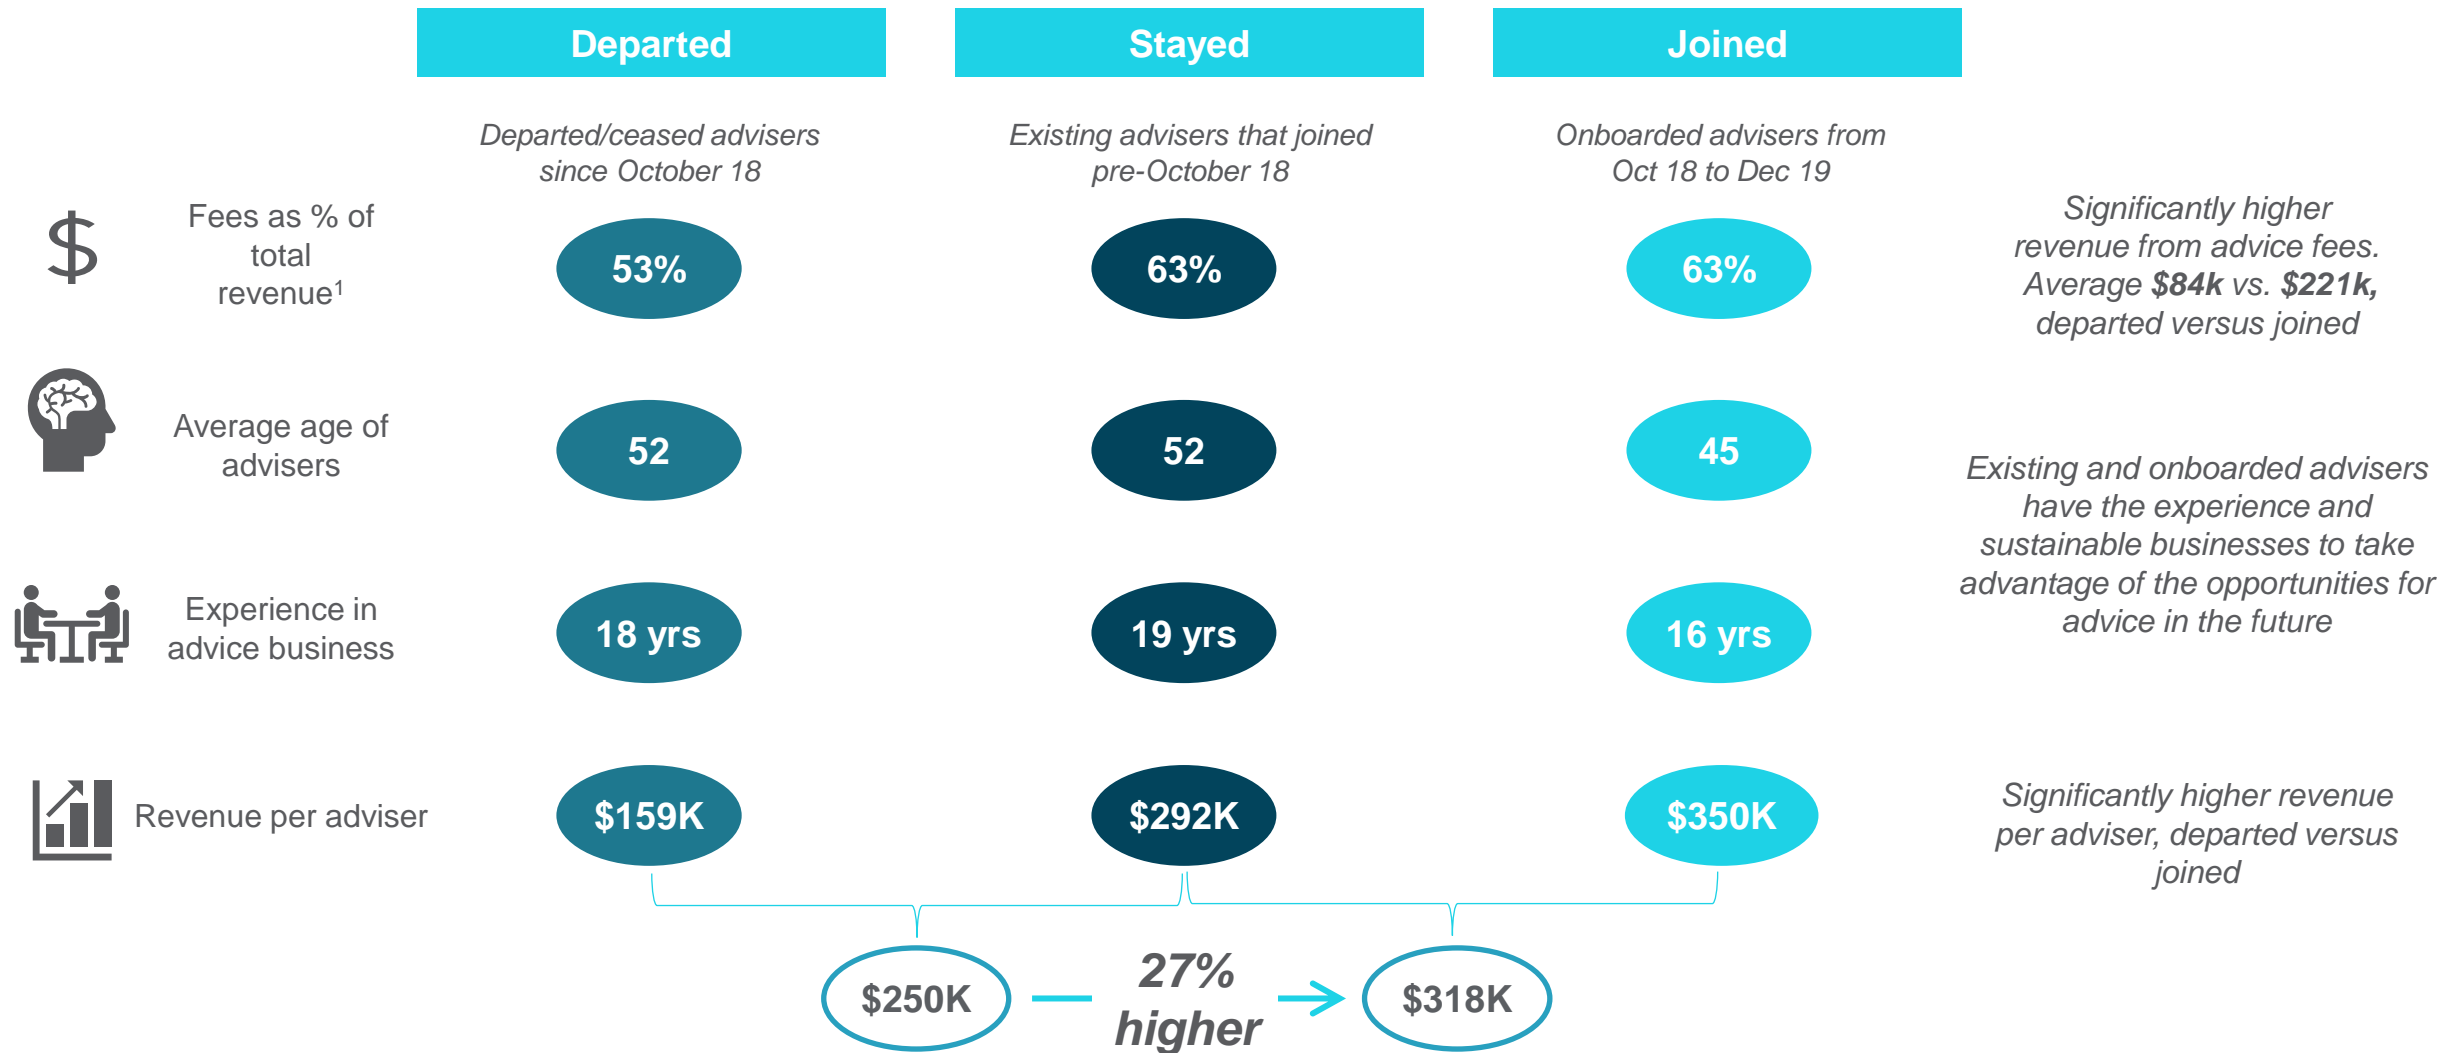 Departed
Stayed
Joined
Departed/ceased advisers
since October 18
Existing advisers that joined
pre-October 18
Onboarded advisers from
Oct 18 to Dec 19
Fees as % of
total
revenue1
53%
63%
63%
Significantly higher
revenue from advice fees.
Average $84k vs. $221k,
departed versus joined
Average age of
advisers
52
52
45
Existing and onboarded advisers
have the experience and
sustainable businesses to take
advantage of the opportunities for
advice in the future
Experience in
advice business
18 yrs
19 yrs
16 yrs
Revenue per adviser
$159K
$292K
$350K
Significantly higher revenue
per adviser, departed versus
joined
$250K
27%
higher
$318K